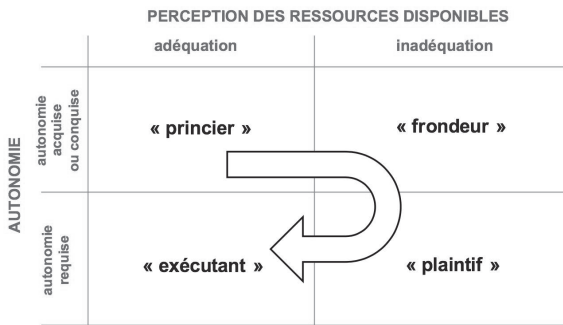 PERCEPTION DES RESSOURCES DISPONIBLES
adéquation
inadéquation
AUTONOMIE
autonomie
acquise
ou conquise
« princier »
« frondeur »
autonomie
requise
« exécutant »
« plaintif »